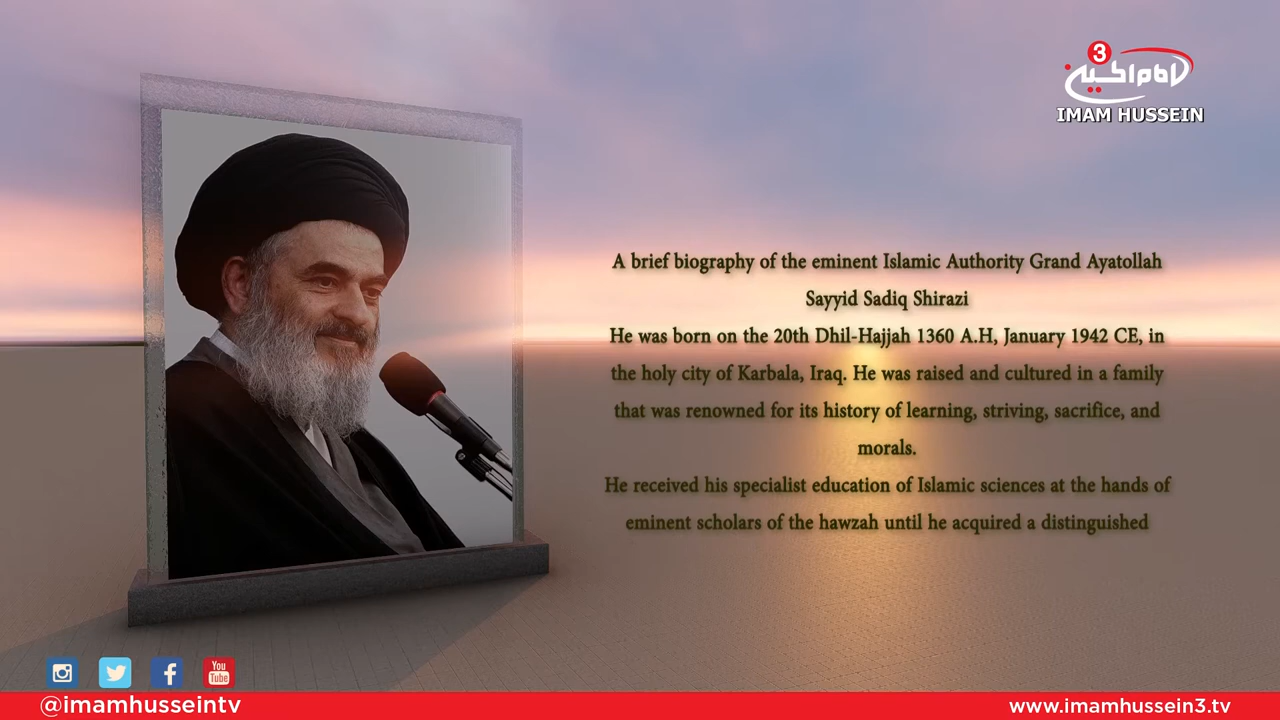 3
امام حسين
IMAM HUSSEIN
A brief biography of the eminent Islamic Authority Grand Ayatollah
Sayyid Sadiq Shirazi
He was born on the 20th Dhil-Hajjah 1360 A.H, January 1942 CE, in
the holy city of Karbala, Iraq. He was raised and cultured in a family
that was renowned for its history of learning, striving, sacrifice, and
morals.
He received his specialist education of Islamic sciences at the hands of
eminent scholars of the hawzah until he acquired a distinguished
You
Tube
@imamhusseintv
www.imamhussein3.tv